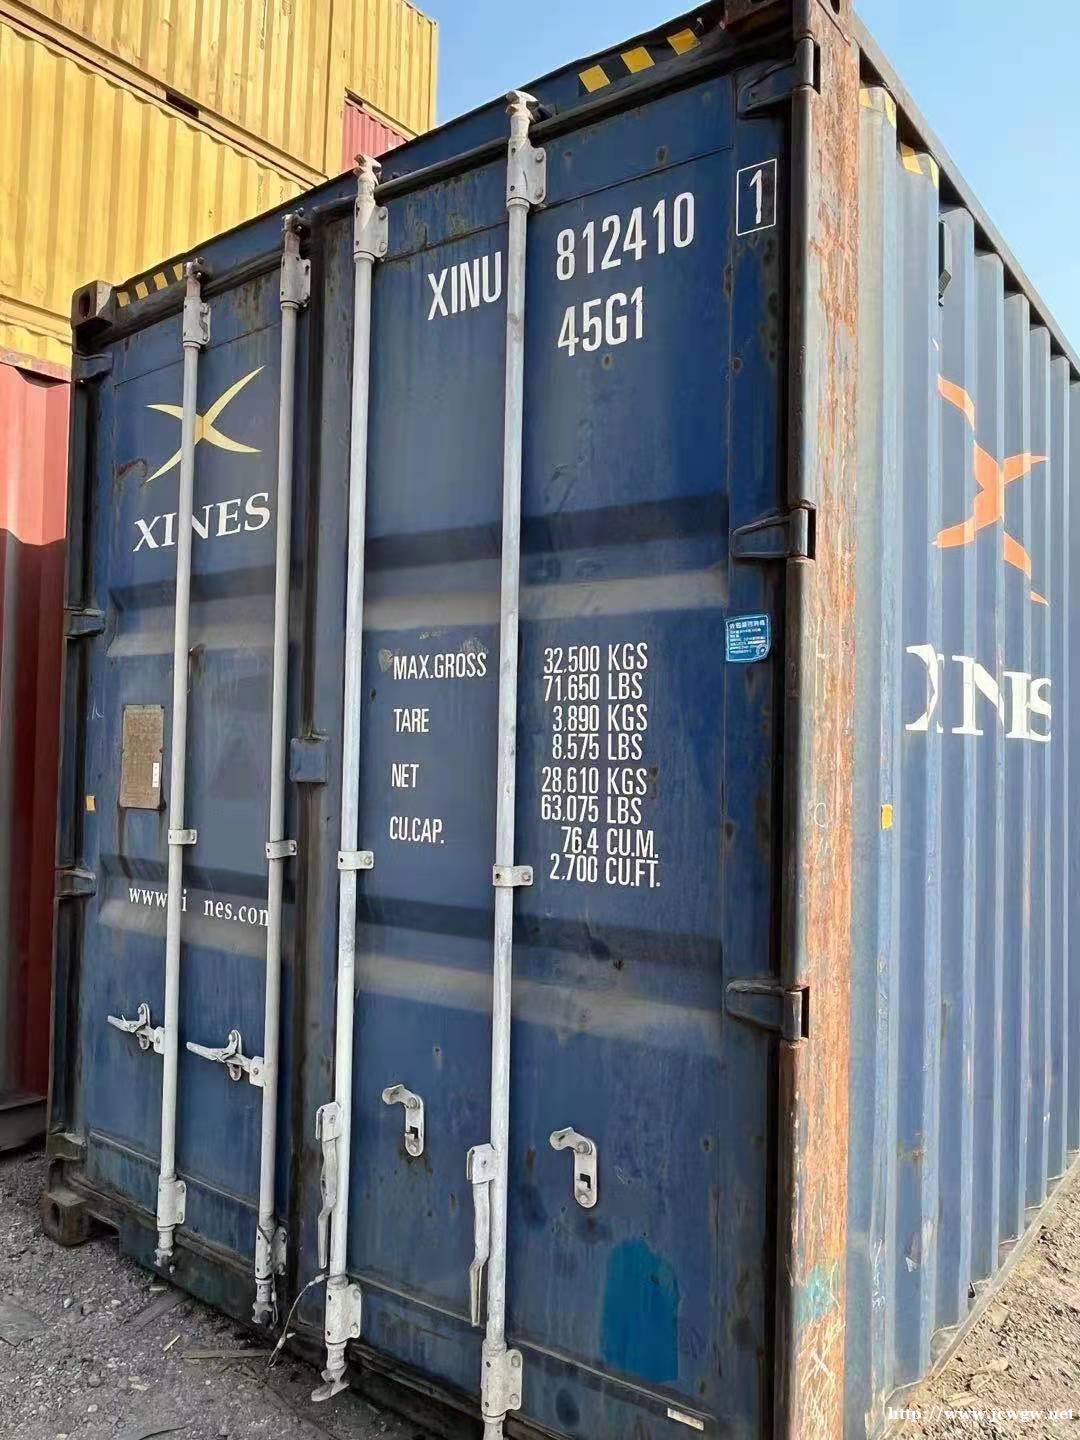 XINU 812410 1
45G1
XINES
MAX.GROSS 32.500 KGS
71.650 LBS
TARE 3.890 KGS
8.575 LBS
NET 28.610 KGS
63.075 LBS
CU.CAP. 76.4 CU.M.
2.700 CU.FT.
XINES
http://www.jcwgw.net